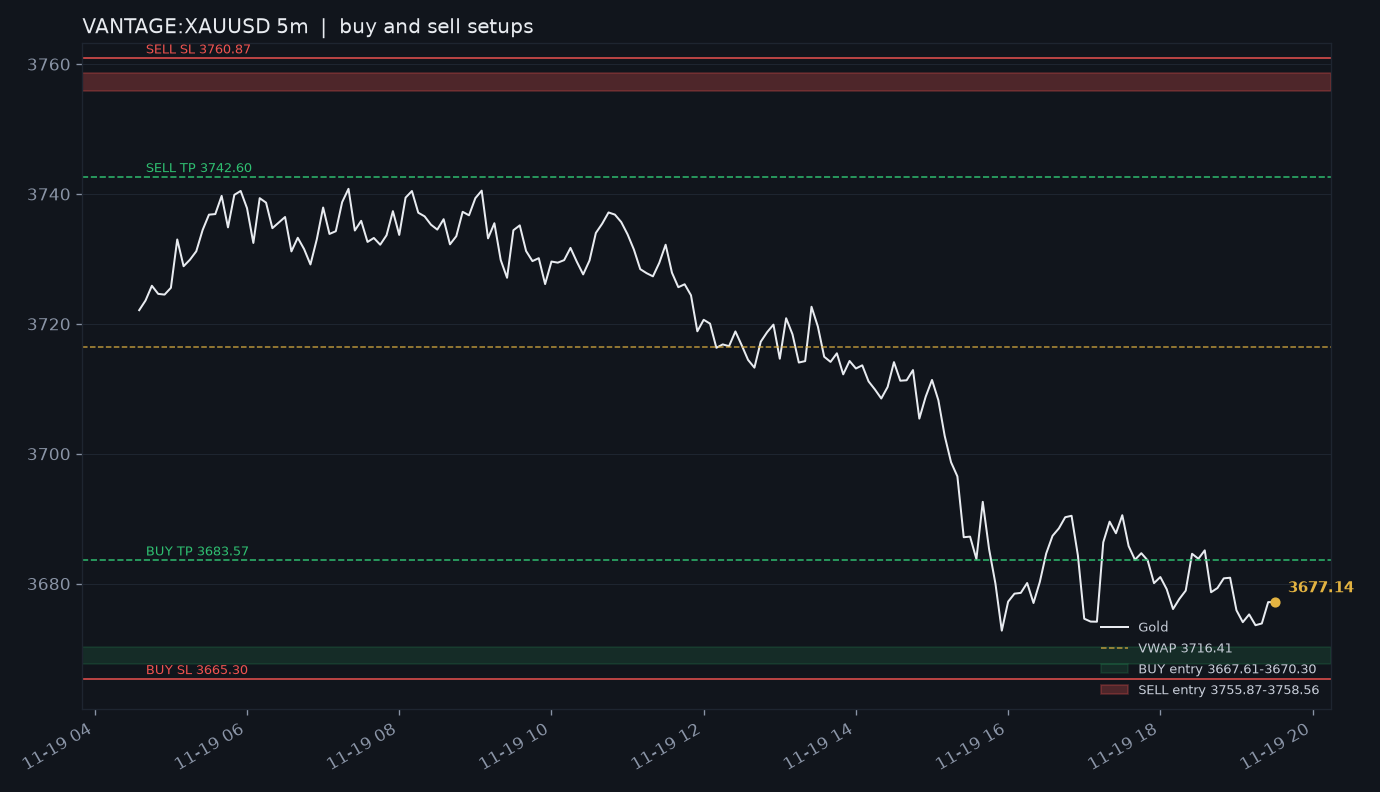 VANTAGE:XAUUSD 5m | buy and sell setups
SELL SL 3760.87
3760
SELL TP 3742.60
3740
3720
3700
BUY TP 3683.57
3680
3677.14
Gold
VWAP 3716.41
BUY entry 3667.61-3670.30
BUY SL 3665.30
SELL entry 3755.87-3758.56
11-19 04
11-19 06
11-19 08
11-19 10
11-19 12
11-19 14
11-19 16
11-19 18
11-19 20